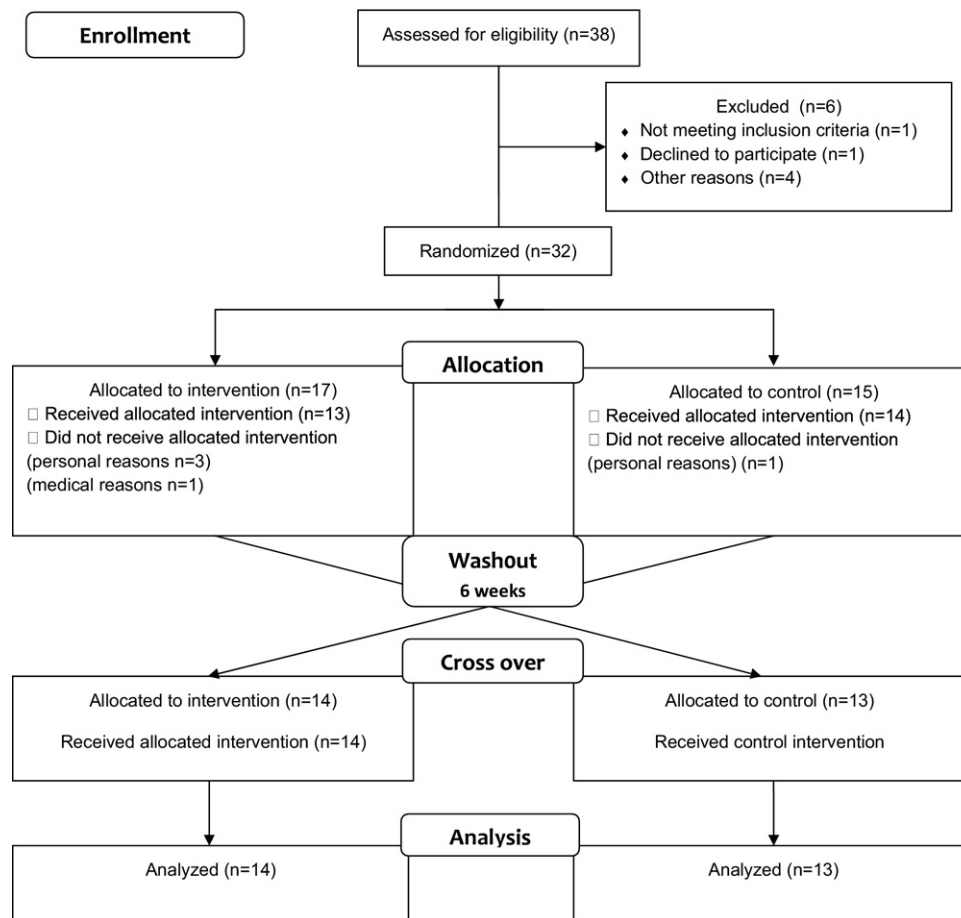 Enrollment
Assessed for eligibility (n=38)
Excluded (n=6)
♦ Not meeting inclusion criteria (n=1)
♦ Declined to participate (n=1)
♦ Other reasons (n=4)
Randomized (n=32)
Allocation
Allocated to intervention (n=17)
□ Received allocated intervention (n=13)
□ Did not receive allocated intervention
(personal reasons n=3)
(medical reasons n=1)
Allocated to control (n=15)
□ Received allocated intervention (n=14)
□ Did not receive allocated intervention
(personal reasons) (n=1)
Washout
6 weeks
Cross over
Allocated to intervention (n=14)
Received allocated intervention (n=14)
Allocated to control (n=13)
Received control intervention
Analysis
Analyzed (n=14)
Analyzed (n=13)